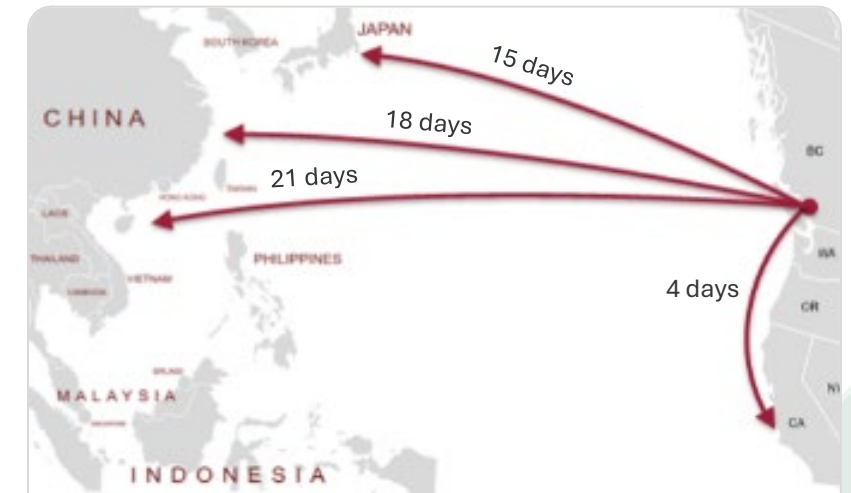 JAPAN
SOUTH KOREA
15 days
CHINA
18 days
BC
21 days
TAIWAN
HONG KONG
LAOS
WA
THAILAND
PHILIPPINES
VIETNAM
CAMBODIA
4 days
OR
BRUNEI
NV
MALAYSIA
CA
SINGAPORE
INDONESIA